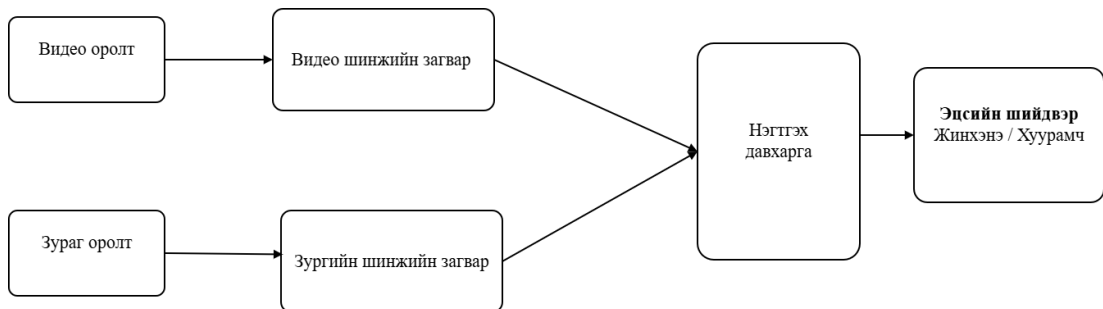 Видео оролт
Видео шинжийн загвар
Зураг оролт
Зургийн шинжийн загвар
Нэгтгэх
давхарга
Эцсийн шийдвэр
Жинхэнэ / Хуурамч